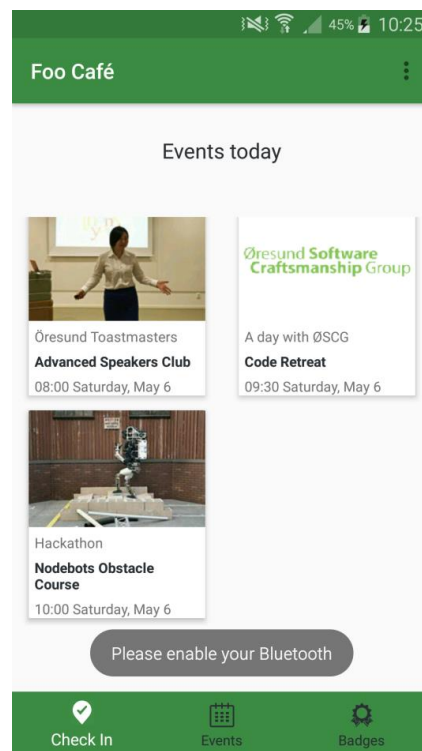 45% 10:25
Foo Café
Events today
Öresund Toastmasters
Advanced Speakers Club
08:00 Saturday, May 6
Øresund Software
Craftsmanship Group
A day with ØSCG
Code Retreat
09:30 Saturday, May 6
Hackathon
Nodebots Obstacle
Course
10:00 Saturday, May 6
Please enable your Bluetooth
Check In
Events
Badges